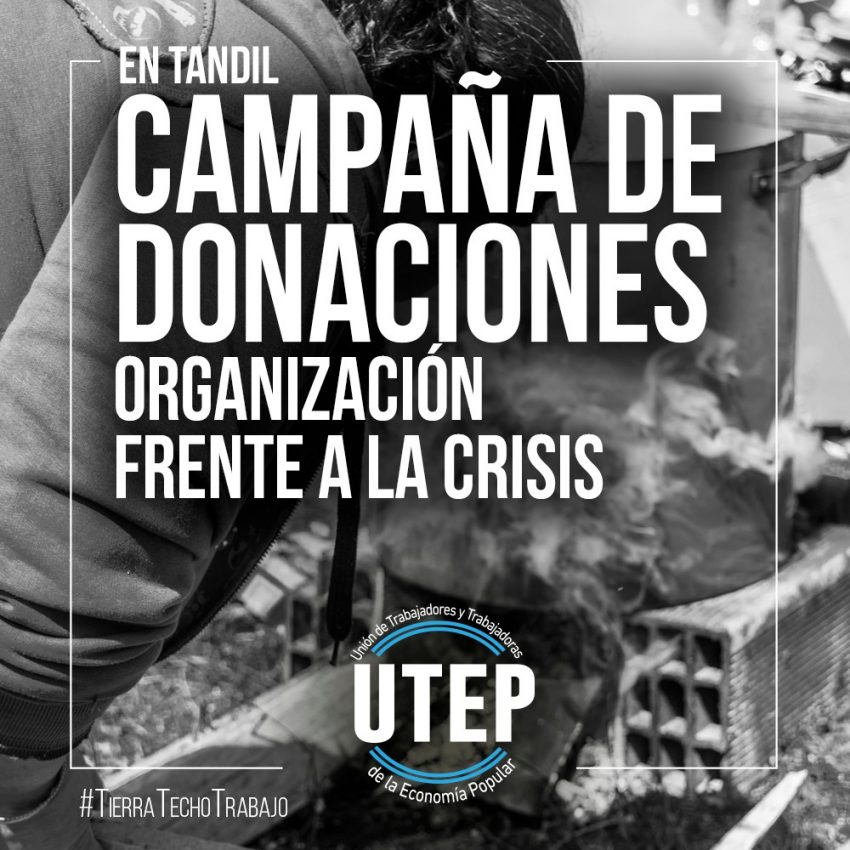 EN TANDIL
CAMPAÑA DE
DONACIONES
ORGANIZACIÓN
FRENTE A LA CRISIS
Unión de Trabajadores y Trabajadoras
UTEP
de la Economía Popular
#TIERRATECHOTRABAJO